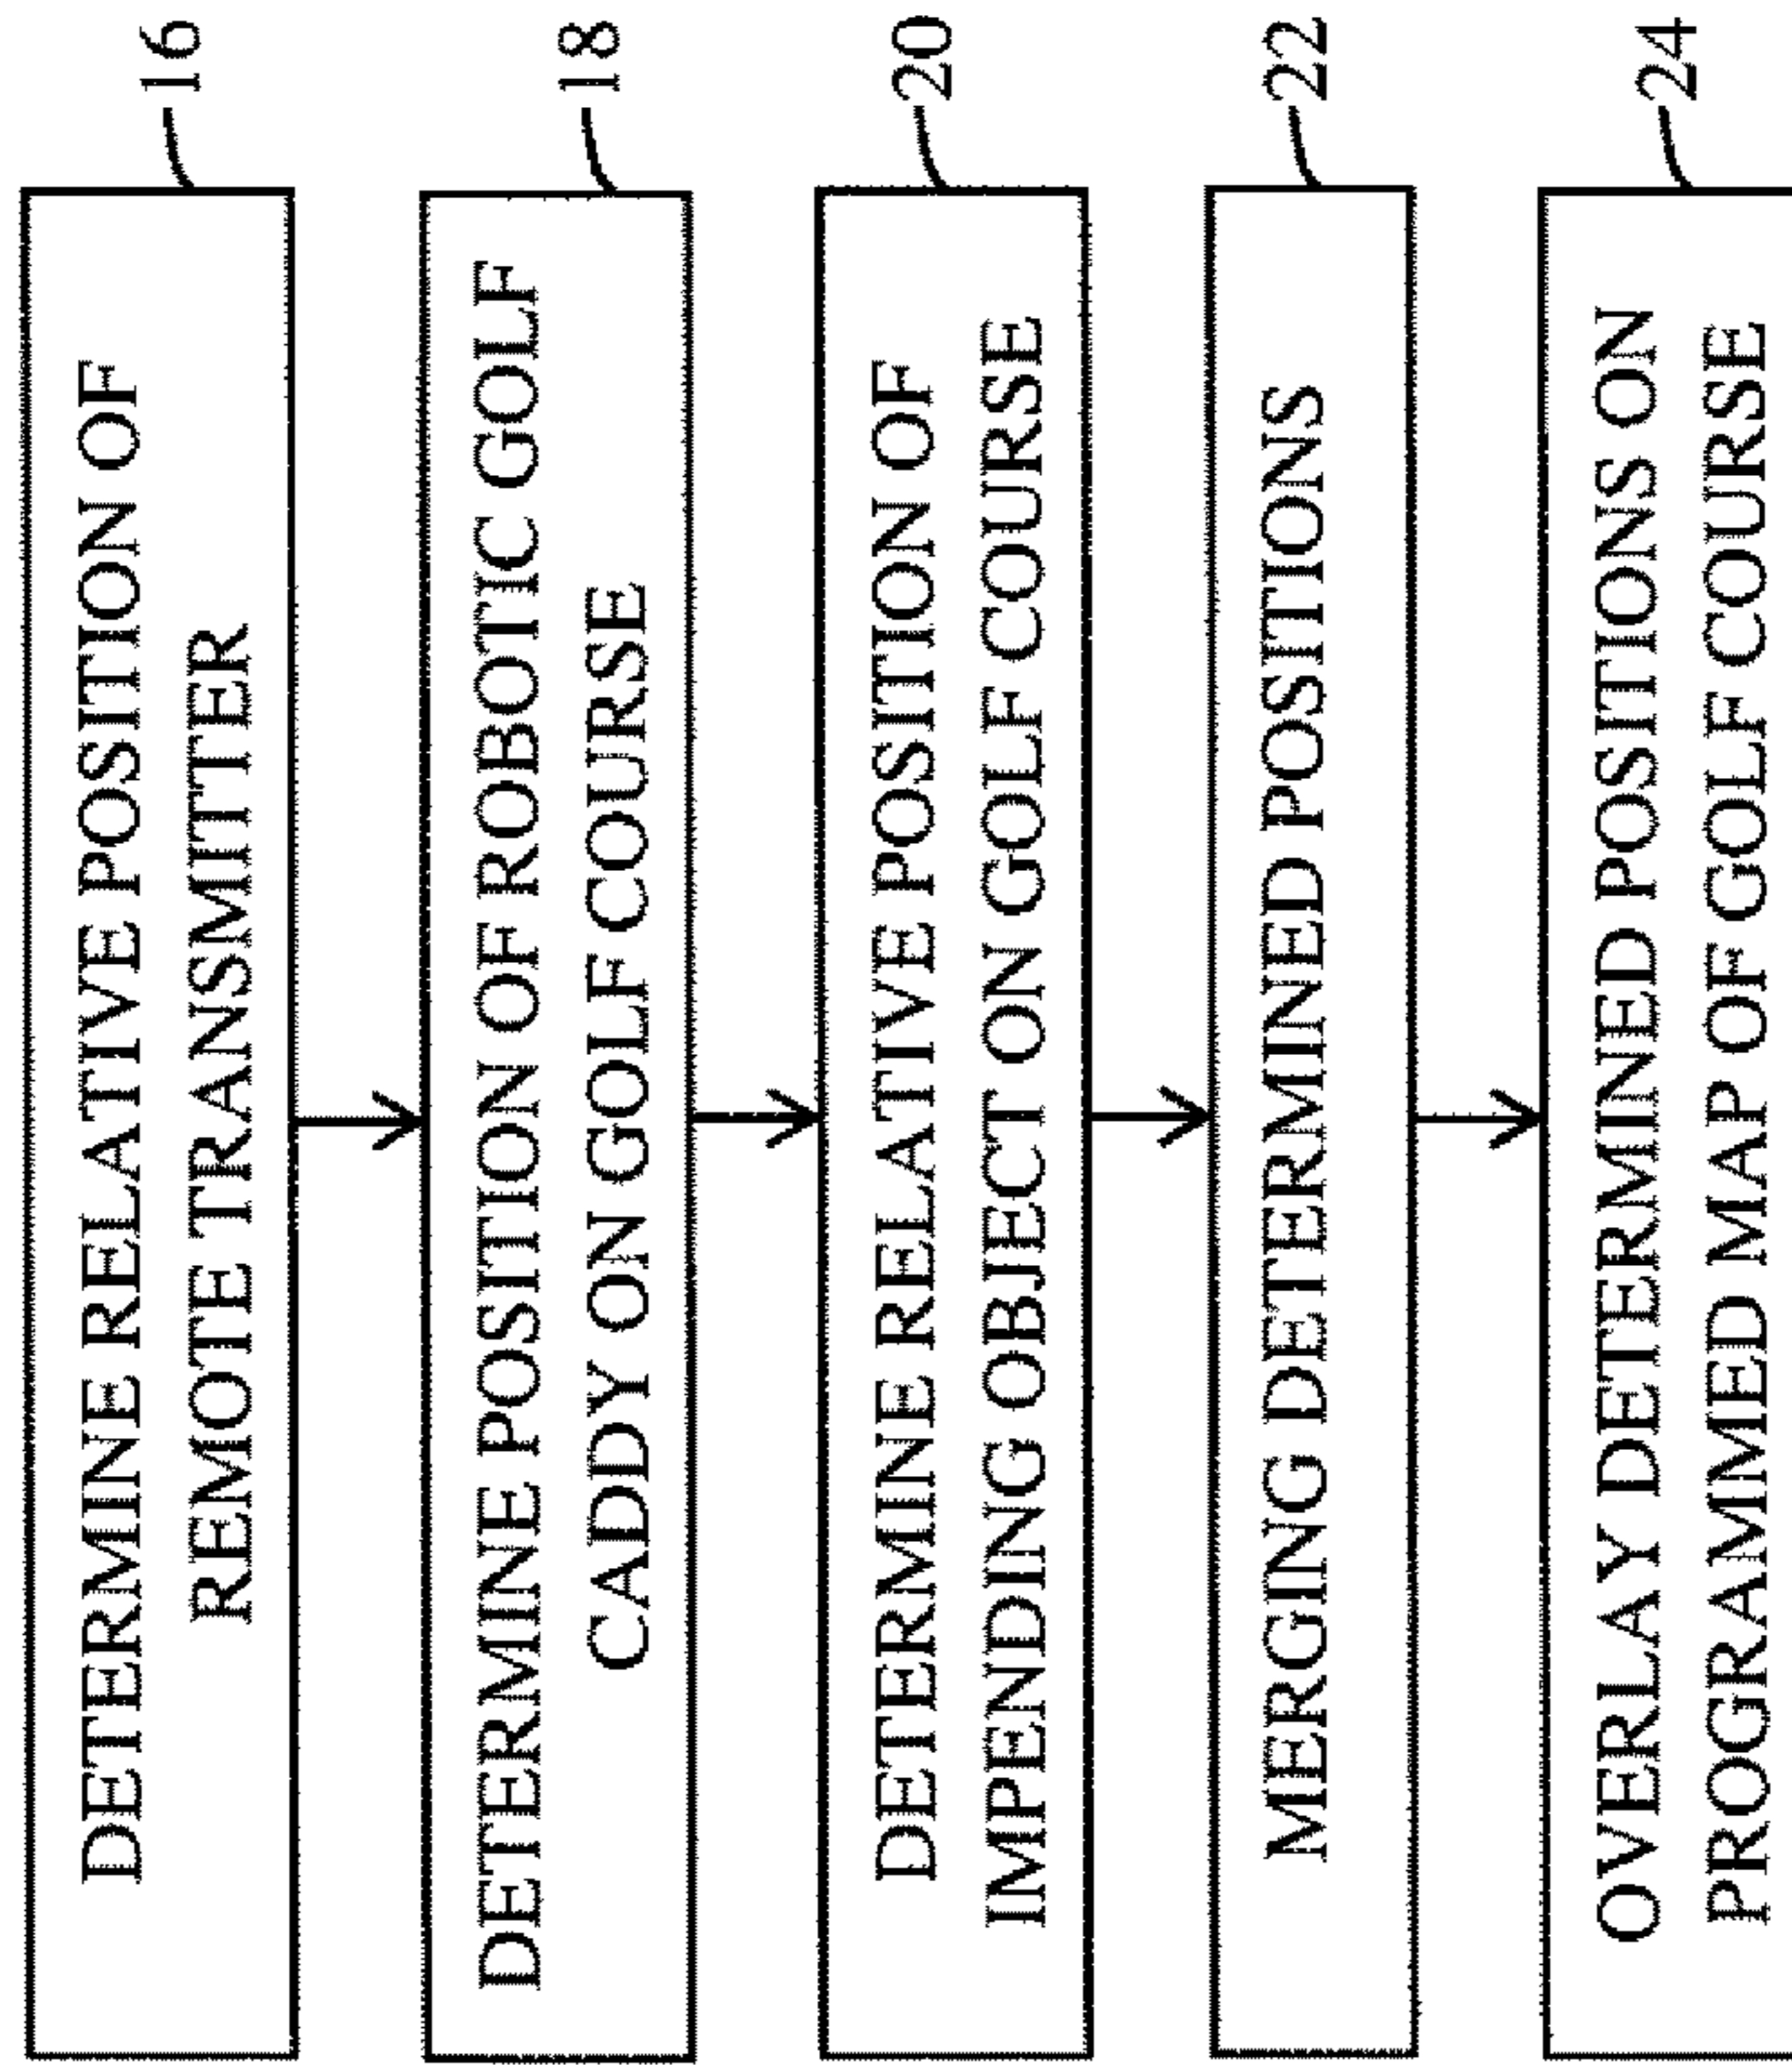 DETERMINE RELATIVE POSITION OF
REMOTE TRANSMITTER
16
DETERMINE POSITION OF ROBOTIC GOLF
CADDY ON GOLF COURSE
18
DETERMINE RELATIVE POSITION OF
IMPENDING OBJECT ON GOLF COURSE
20
MERGING DETERMINED POSITIONS
22
OVERLAY DETERMINED POSITIONS ON
PROGRAMMED MAP OF GOLF COURSE
24